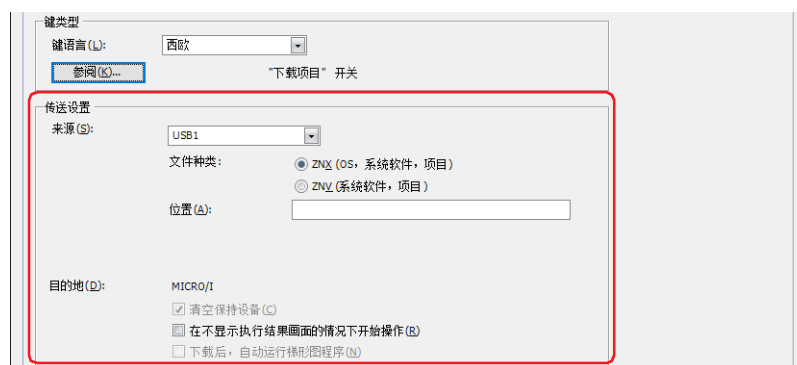 键类型
键语言(L):
西欧
参阅(K)...
"下载项目" 开关
传送设置
来源(S):
USB1
文件种类:
ZNX (OS, 系统软件, 项目)
ZNV (系统软件, 项目)
位置(A):
目的地(D):
MICRO/I
清空保持设备(C)
在不显示执行结果画面的情况下开始操作(R)
下载后, 自动运行梯形图程序(N)